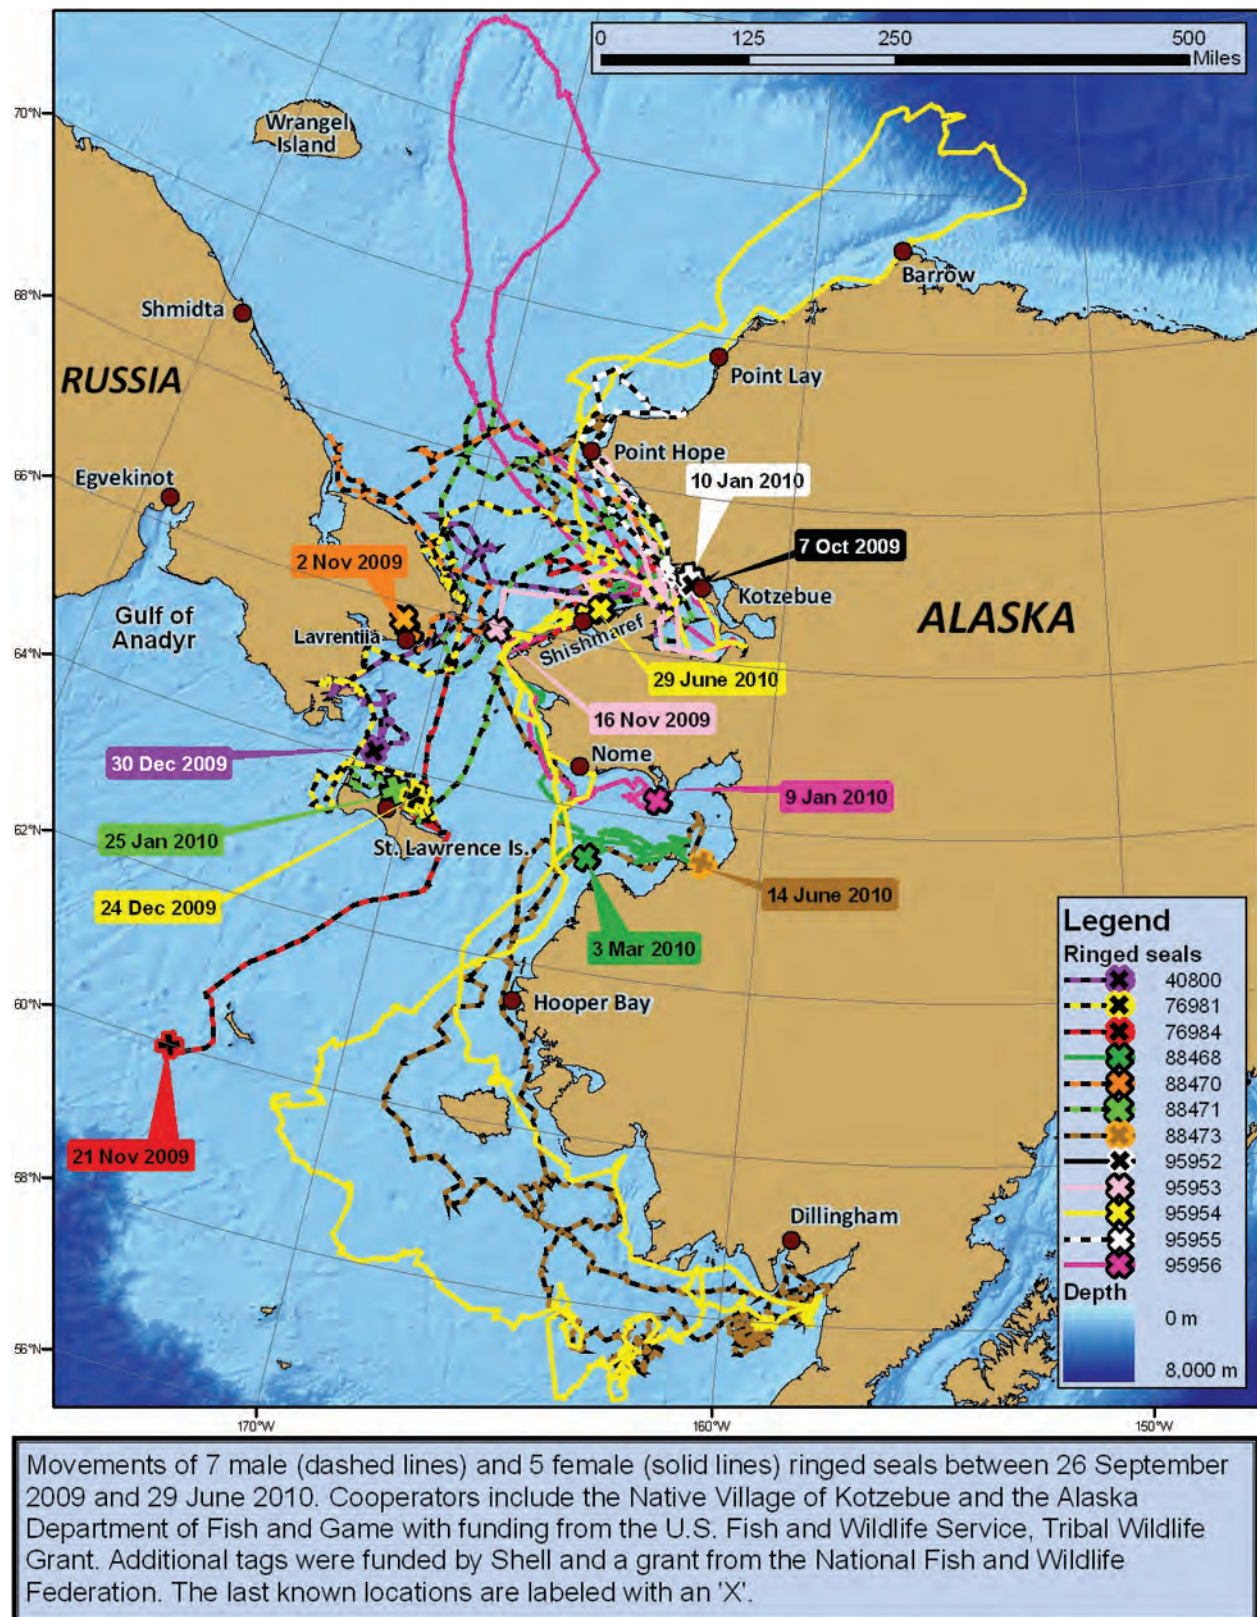 0 125 250 500
Miles
70°N
Wrangel
Island
Barrow
68°N
Shmidta
Point Lay
RUSSIA
66°N
Egvekinot
Point Hope
10 Jan 2010
7 Oct 2009
2 Nov 2009
Kotzebue
Gulf of
Anadyr
ALASKA
Lavrentiia
Shishmaref
64°N
29 June 2010
16 Nov 2009
Nome
30 Dec 2009
9 Jan 2010
62°N
25 Jan 2010
St. Lawrence Is.
14 June 2010
24 Dec 2009
3 Mar 2010
60°N
Hooper Bay
21 Nov 2009
58°N
Dillingham
56°N
Legend
Ringed seals
40800
76981
76984
88468
88470
88471
88473
95952
95953
95954
95955
95956
Depth
0 m
8,000 m
170°W 160°W 150°W
Movements of 7 male (dashed lines) and 5 female (solid lines) ringed seals between 26 September
2009 and 29 June 2010. Cooperators include the Native Village of Kotzebue and the Alaska
Department of Fish and Game with funding from the U.S. Fish and Wildlife Service, Tribal Wildlife
Grant. Additional tags were funded by Shell and a grant from the National Fish and Wildlife
Federation. The last known locations are labeled with an 'X'.